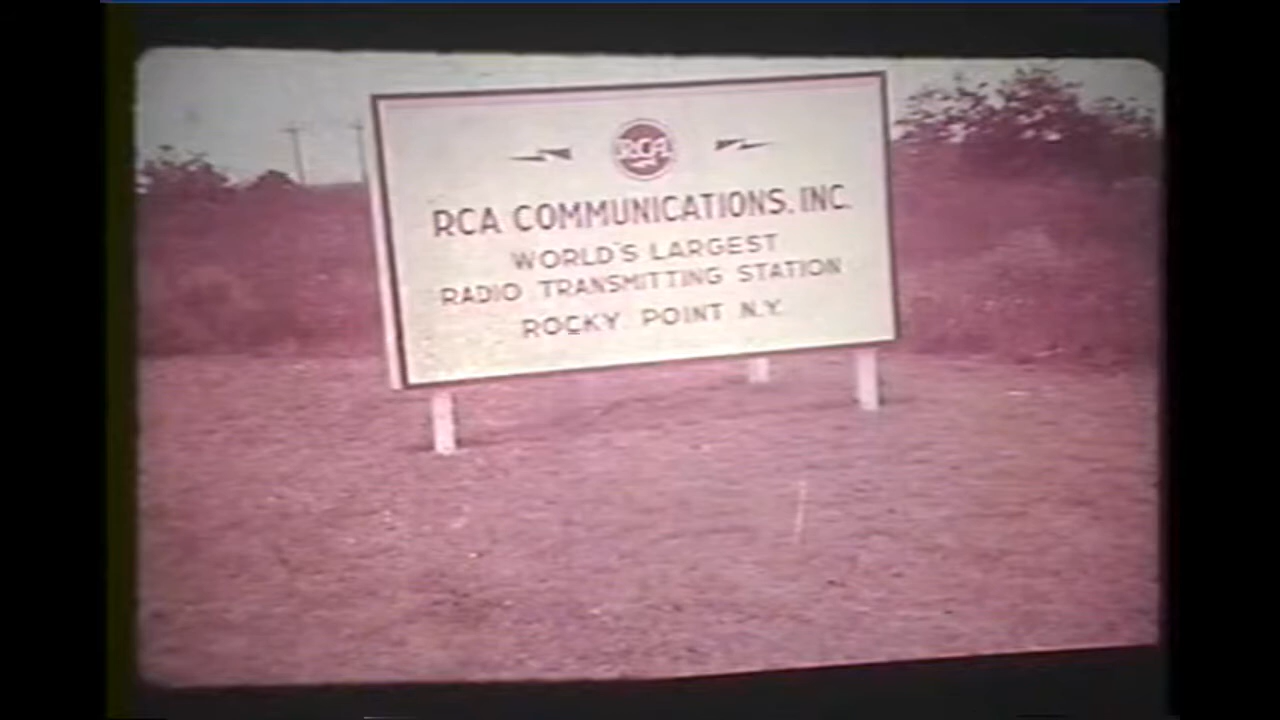 RCA
RCA COMMUNICATIONS, INC.
WORLD'S LARGEST
RADIO TRANSMITTING STATION
ROCKY POINT N.Y.